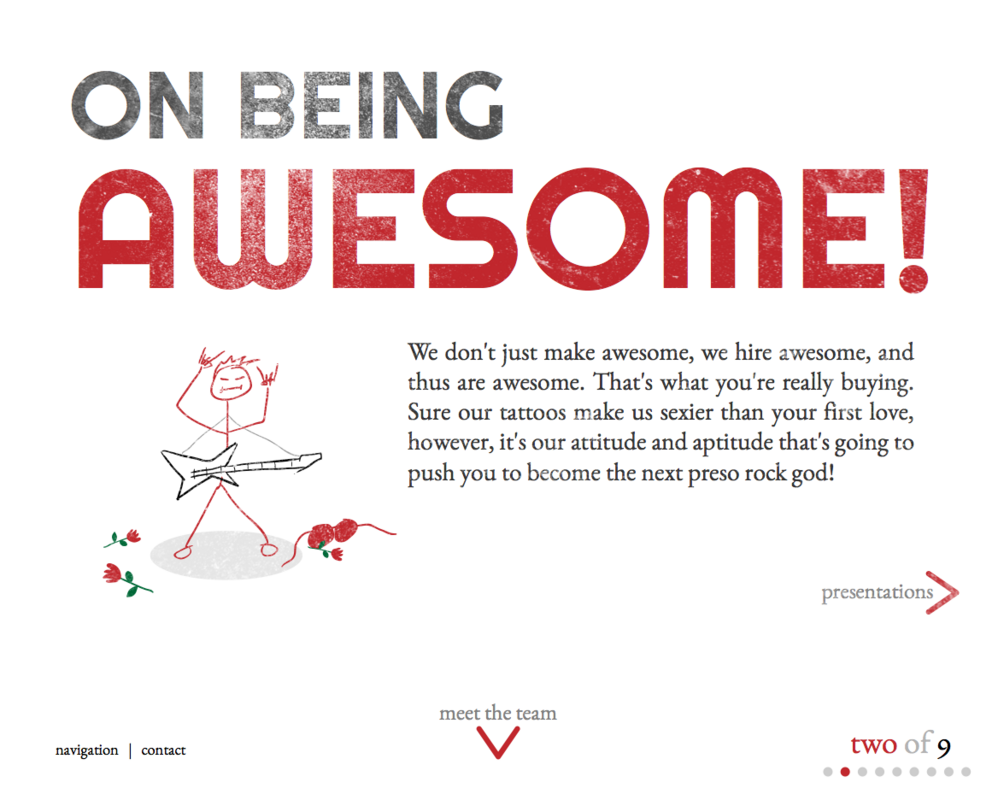 ON BEING
AWESOME!
We don't just make awesome, we hire awesome, and
thus are awesome. That's what you're really buying.
Sure our tattoos make us sexier than your first love,
however, it's our attitude and aptitude that's going to
push you to become the next preso rock god!
presentations
meet the team
navigation | contact
two of 9